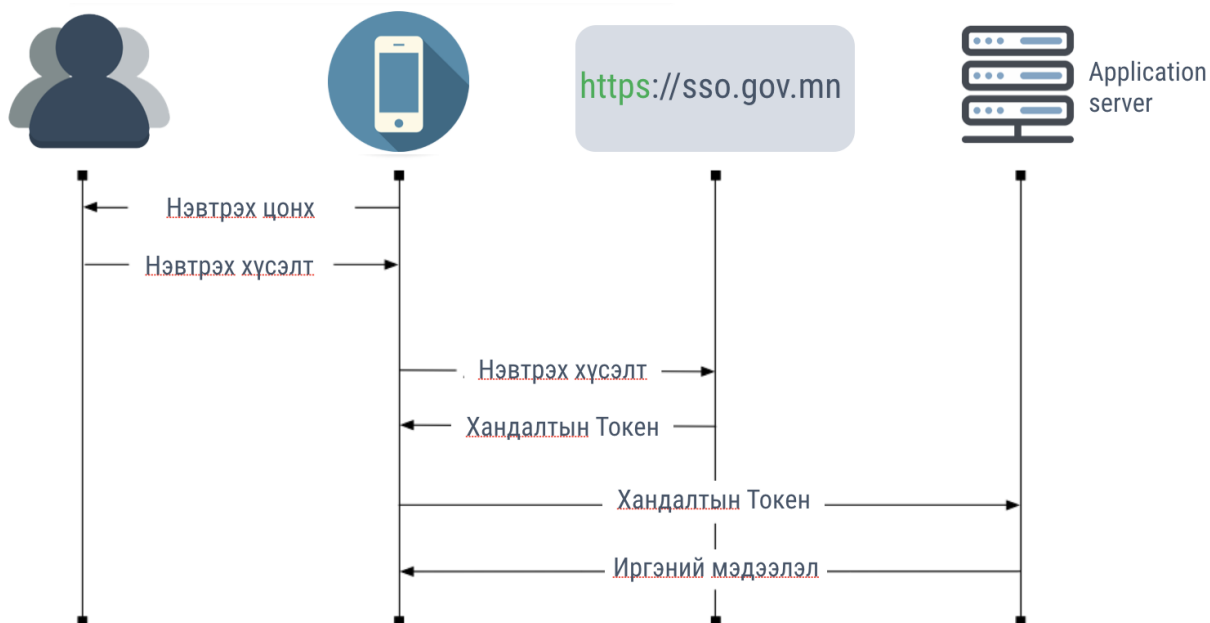 https://sso.gov.mn
Application
server
Нэвтрэх цонх
Нэвтрэх хүсэлт
Нэвтрэх хүсэлт
Хандалтын Токен
Хандалтын Токен
Иргэний мэдээлэл